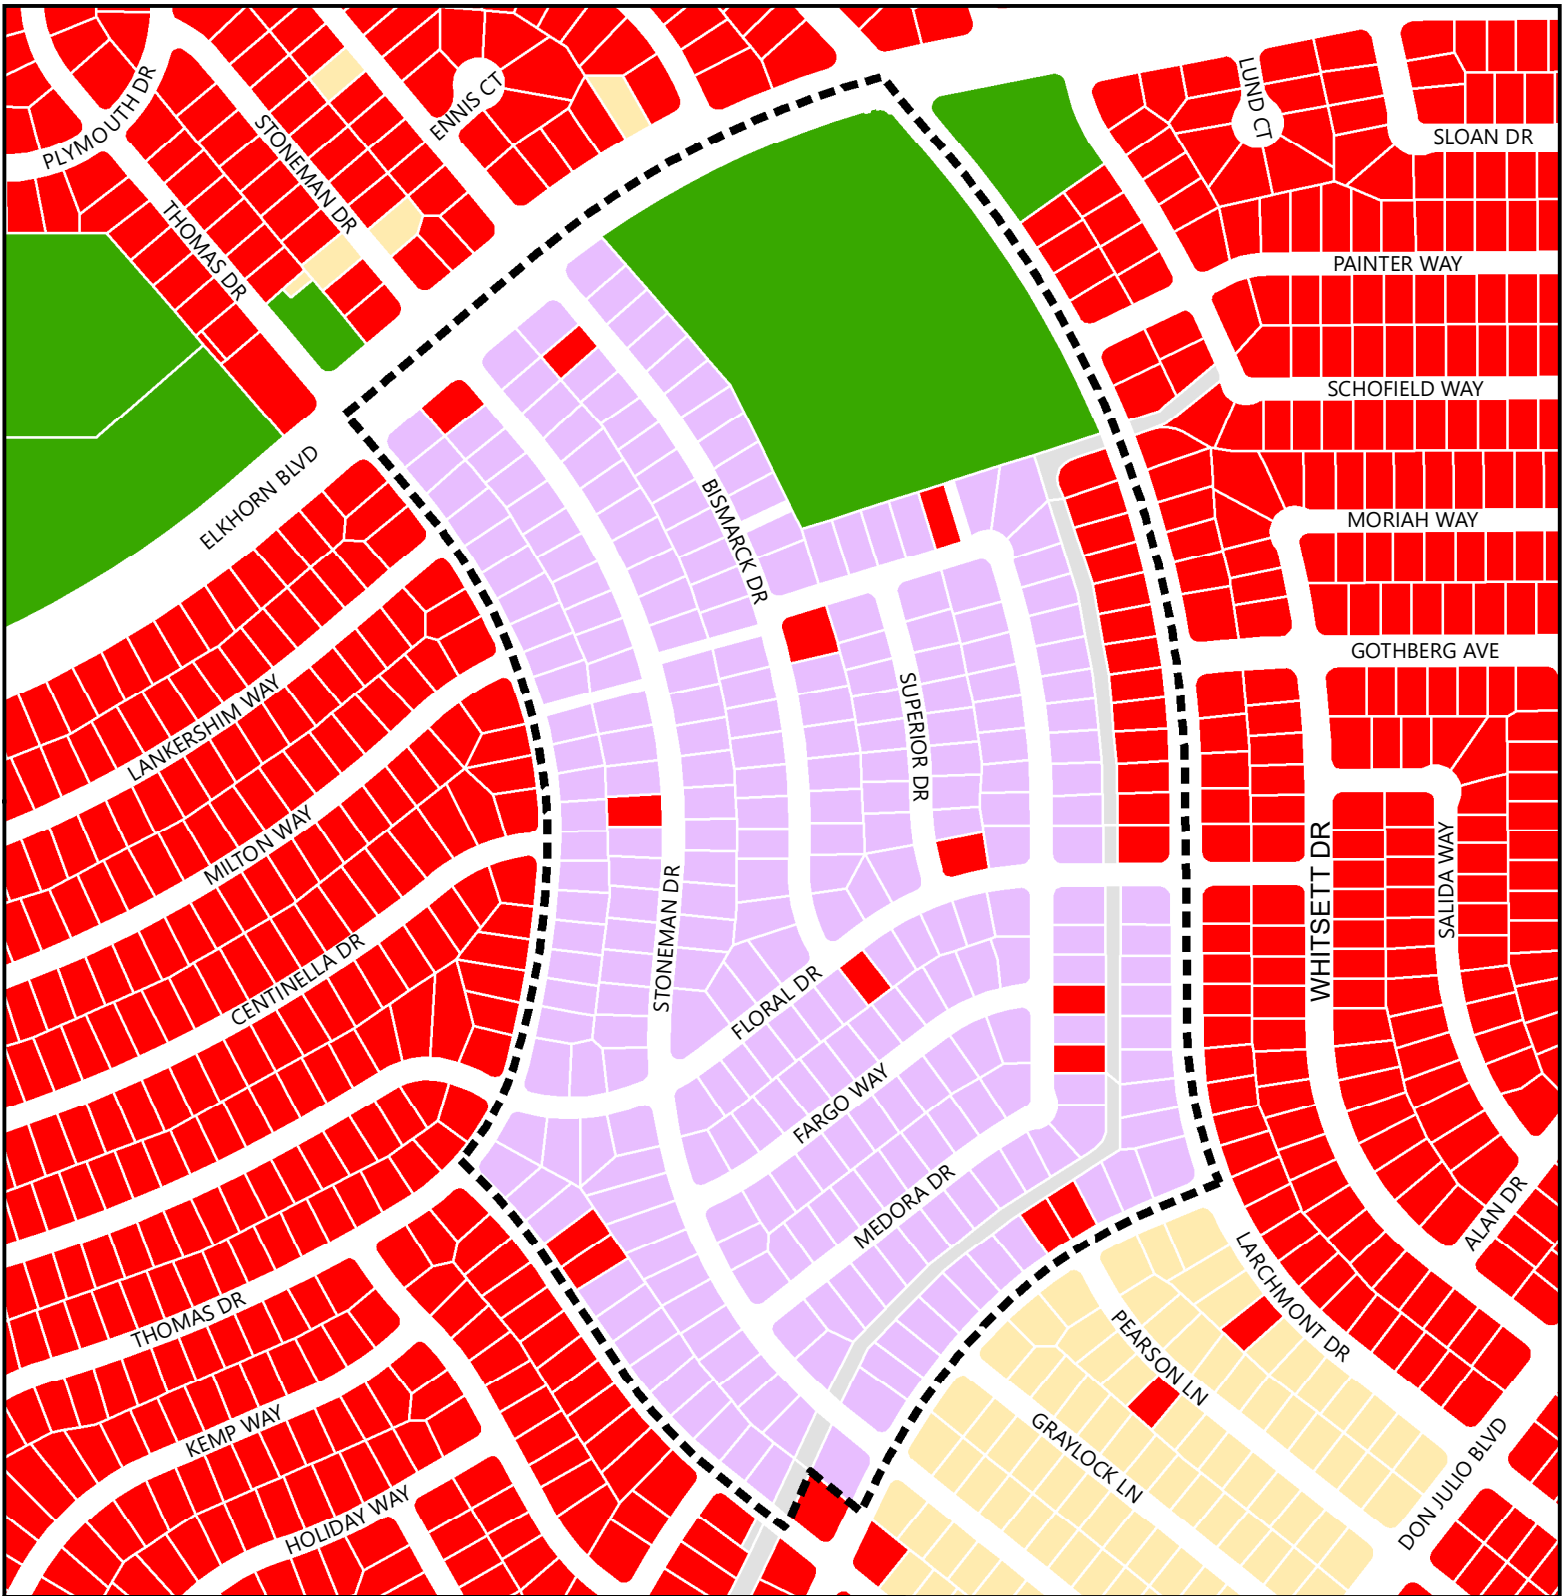 PLYMOUTH DR
STONEMAN DR
ENNIS CT
LUND CT
SLOAN DR
THOMAS DR
PAINTER WAY
SCHOFIELD WAY
ELKHORN BLVD
BISMARCK DR
MORIAH WAY
GOTHBERG AVE
LANKERSHIM WAY
SUPERIOR DR
MILTON WAY
WHITSETT DR
SALIDA WAY
STONEMAN DR
CENTINELLA DR
FLORAL DR
FARGO WAY
MEDORA DR
ALAN DR
THOMAS DR
LARCHMONT DR
PEARSON LN
KEMP WAY
GRAYLOCK LN
DON JULIO BLVD
HOLIDAY WAY